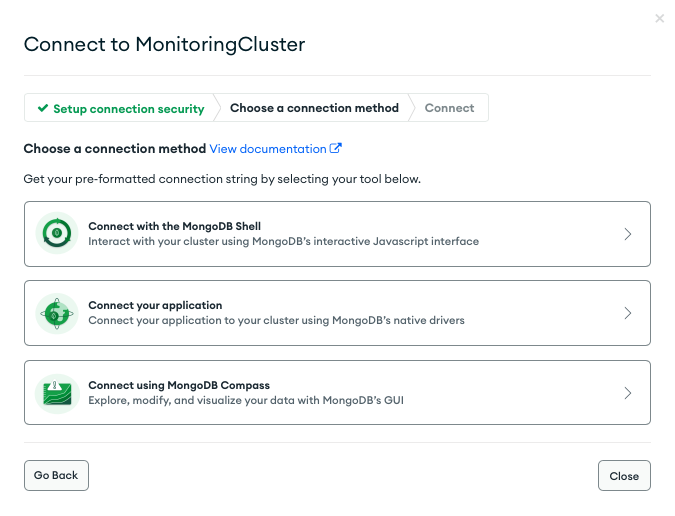 ×
Connect to MonitoringCluster
Setup connection security Choose a connection method Connect
Choose a connection method View documentation
Get your pre-formatted connection string by selecting your tool below.
Connect with the MongoDB Shell
Interact with your cluster using MongoDB's interactive Javascript interface
Connect your application
Connect your application to your cluster using MongoDB's native drivers
Connect using MongoDB Compass
Explore, modify, and visualize your data with MongoDB's GUI
Go Back Close